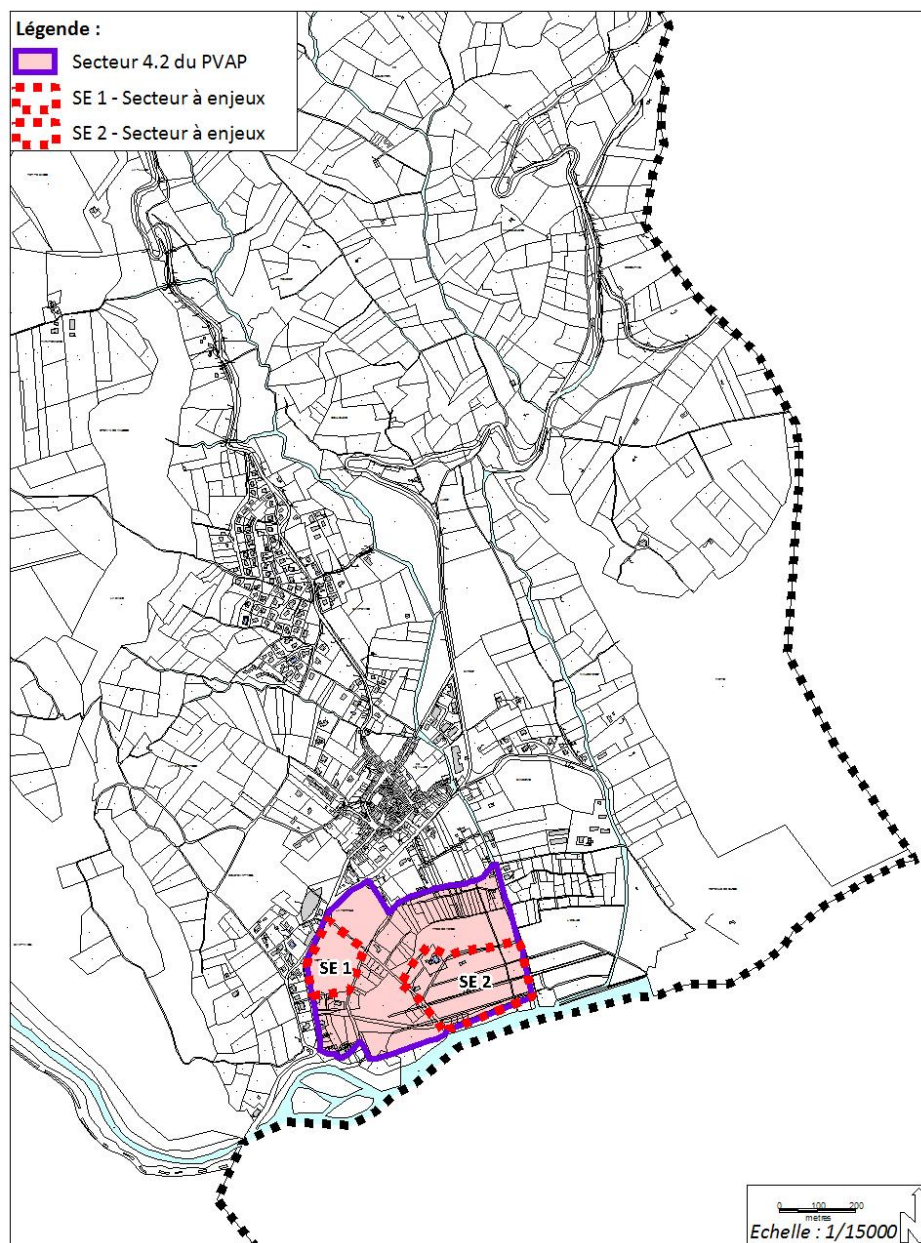 Légende :
Secteur 4.2 du PVAP
SE 1 - Secteur à enjeux
SE 2 - Secteur à enjeux
SE 1
SE 2
0 100 200
metres
N
Echelle : 1/15000